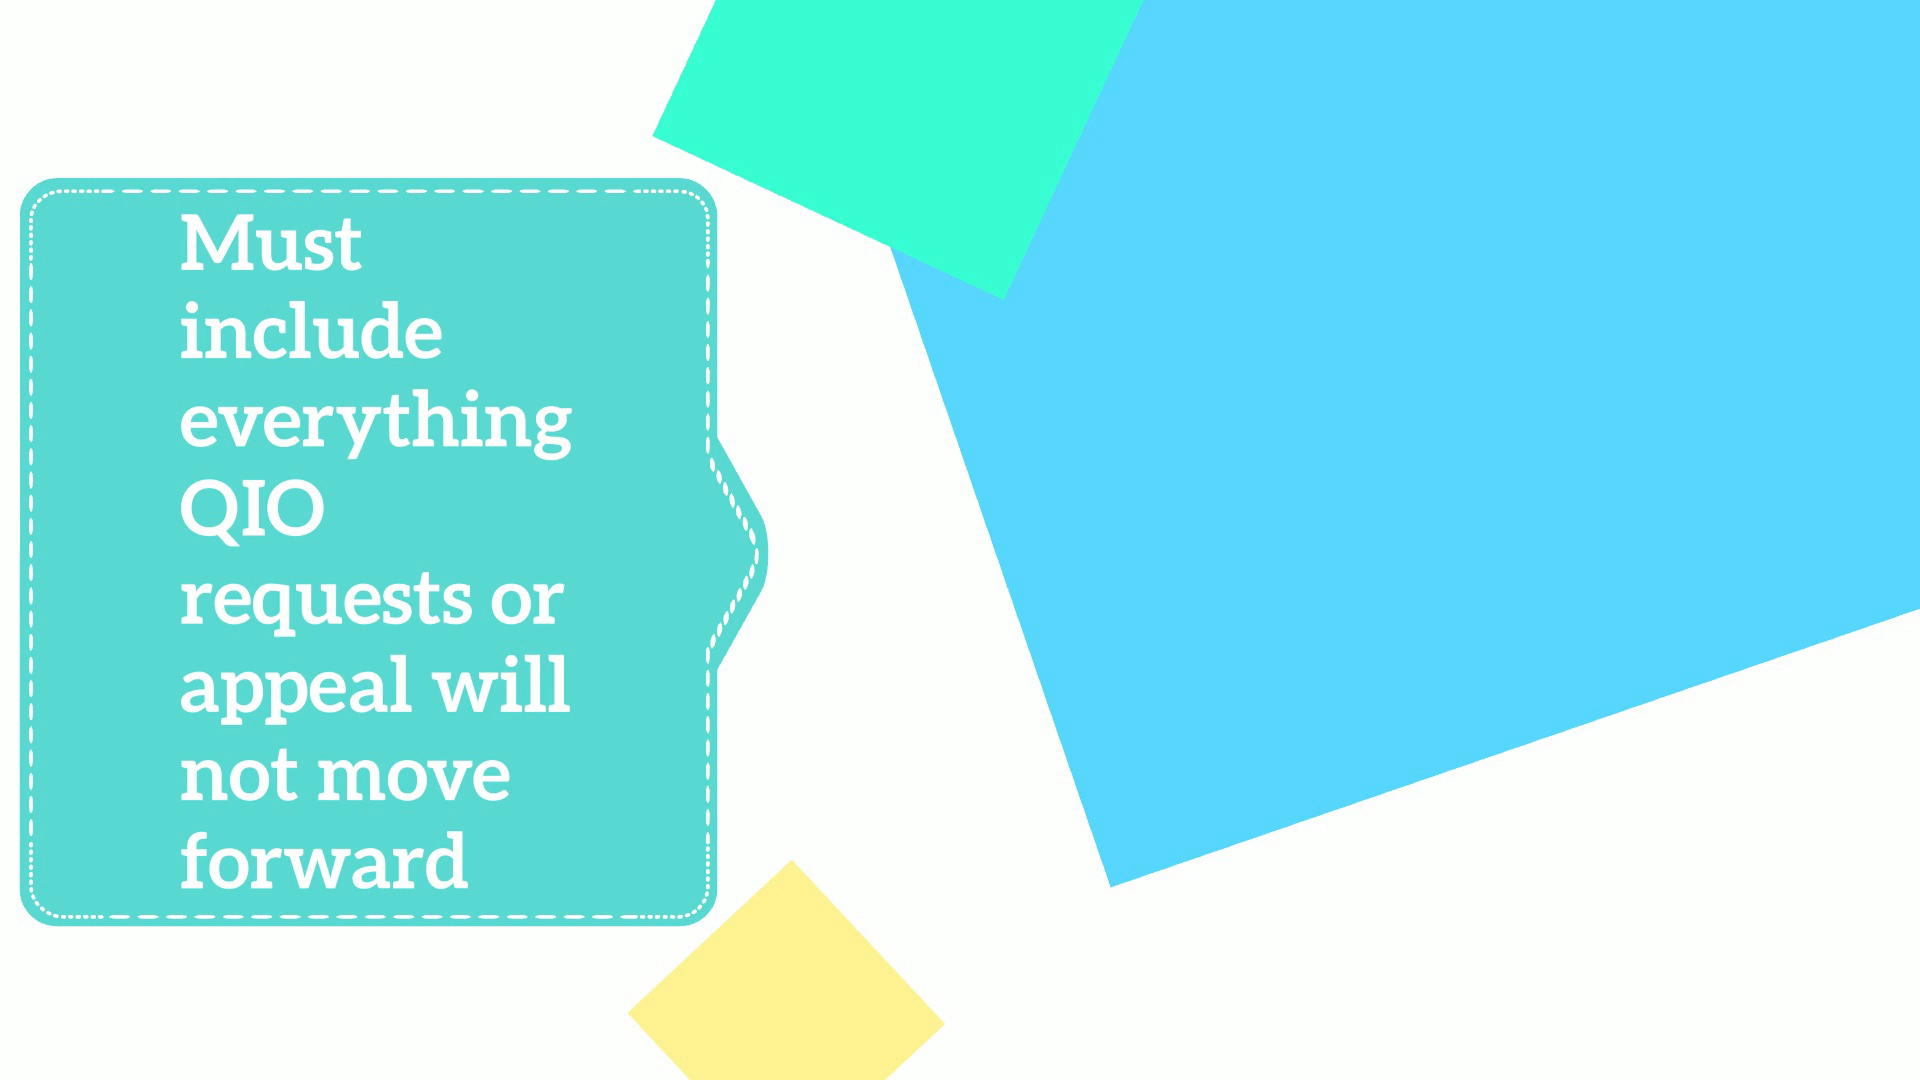 Must
include
everything
QIO
requests or
appeal will
not move
forward